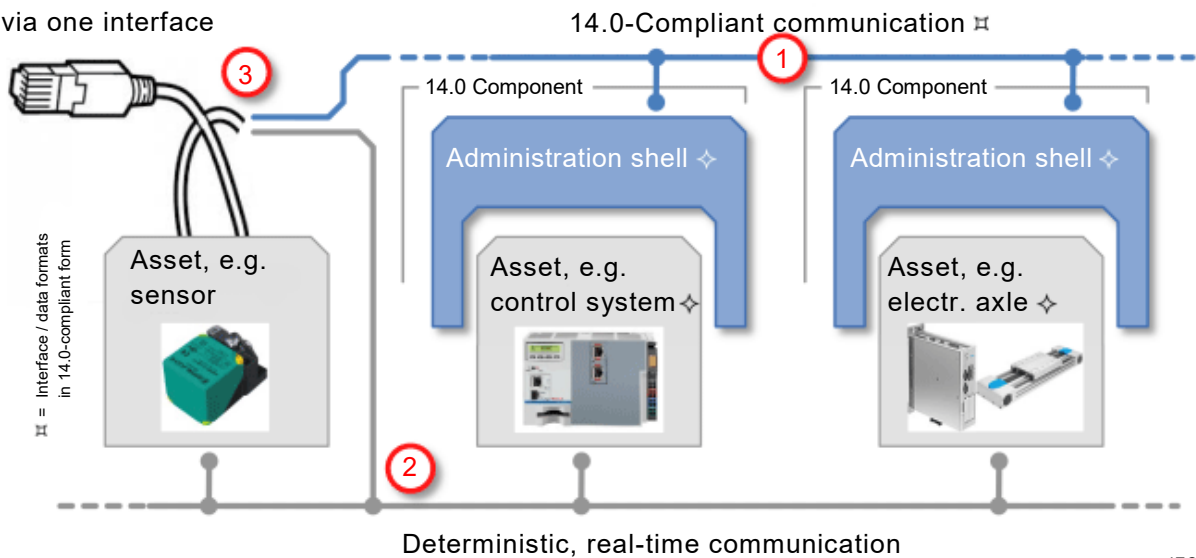 via one interface
14.0-Compliant communication ¤
3
1
14.0 Component
14.0 Component
Administration shell ✧
Administration shell ✧
¤ = Interface / data formats
in 14.0-compliant form
Asset, e.g.
sensor
Asset, e.g.
control system ✧
Asset, e.g.
electr. axle ✧
2
Deterministic, real-time communication